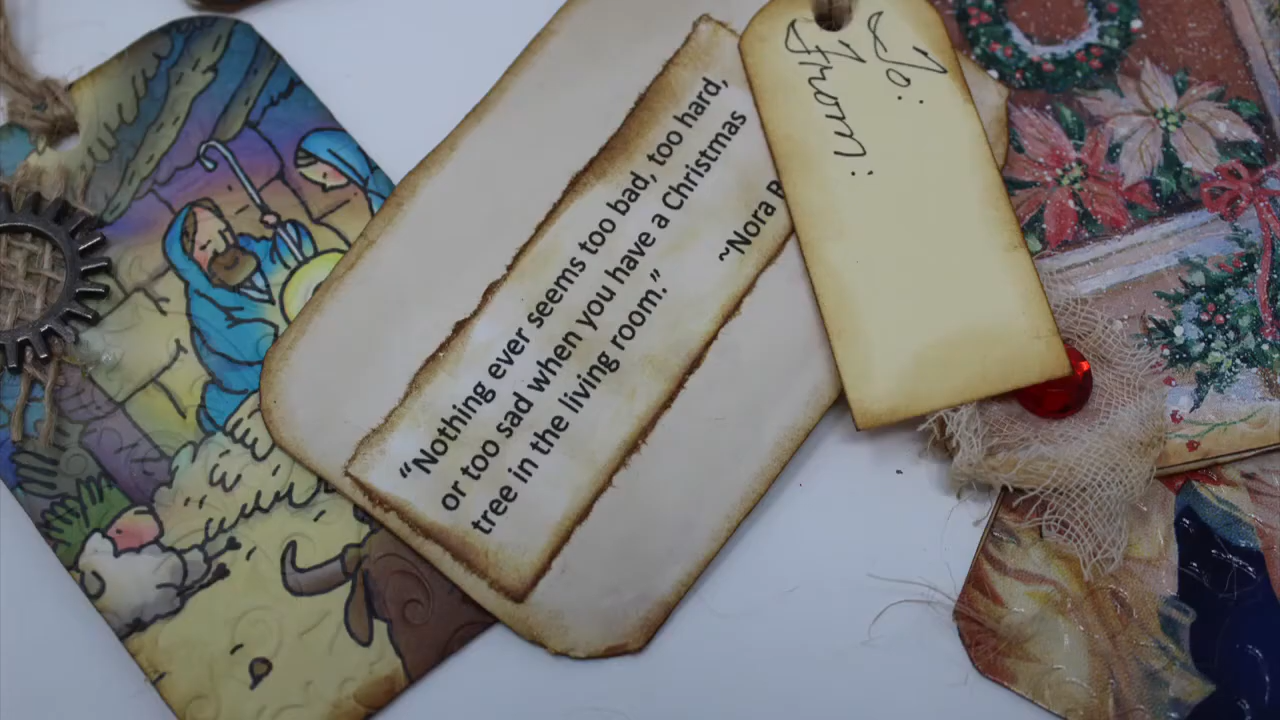 “Nothing ever seems too bad, too hard,
or too sad when you have a Christmas
tree in the living room.”
~Nora
To:
From: